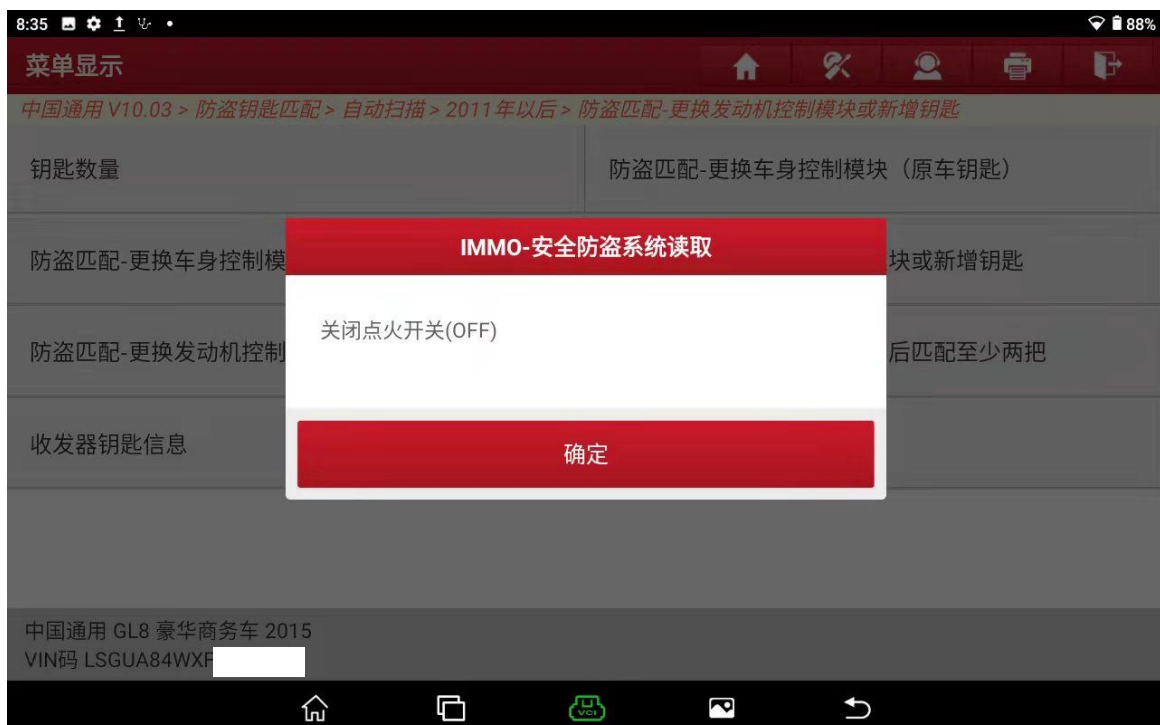 8:35
88%
菜单显示
中国通用 V10.03 > 防盗钥匙匹配 > 自动扫描 > 2011年以后 > 防盗匹配-更换发动机控制模块或新增钥匙
钥匙数量
防盗匹配-更换车身控制模块（原车钥匙）
防盗匹配-更换车身控制模
块或新增钥匙
防盗匹配-更换发动机控制
后匹配至少两把
收发器钥匙信息
IMMO-安全防盗系统读取
关闭点火开关(OFF)
确定
中国通用 GL8 豪华商务车 2015
VIN码 LSGUA84WXF
VCI